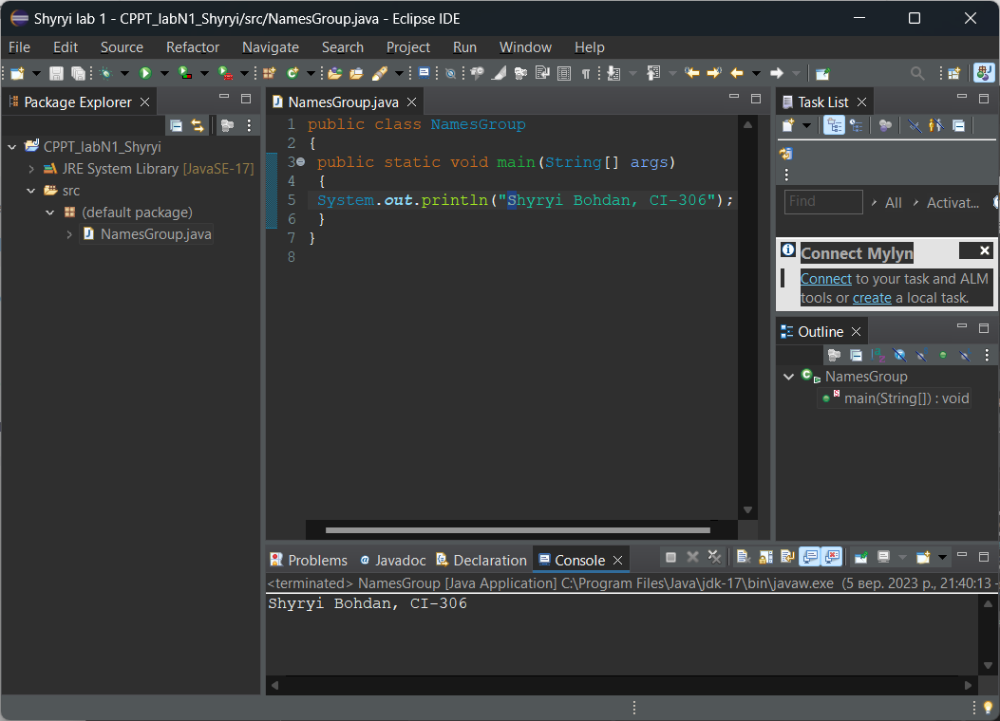 Shyryi lab 1 - CPPT_labN1_Shyryi/src/NamesGroup.java - Eclipse IDE
File Edit Source Refactor Navigate Search Project Run Window Help
Package Explorer
CPPT_labN1_Shyryi
JRE System Library [JavaSE-17]
src
(default package)
NamesGroup.java
NamesGroup.java
1 public class NamesGroup
2 {
3 public static void main(String[] args)
4 {
5 System.out.println("Shyryi Bohdan, CI-306");
6 }
7 }
8
Task List
Find All Activat...
Connect Mylyn
Connect to your task and ALM
tools or create a local task.
Outline
NamesGroup
main(String[]) : void
Problems Javadoc Declaration Console
<terminated> NamesGroup [Java Application] C:\Program Files\Java\jdk-17\bin\javaw.exe (5 вер. 2023 р., 21:40:13 –
Shyryi Bohdan, CI-306